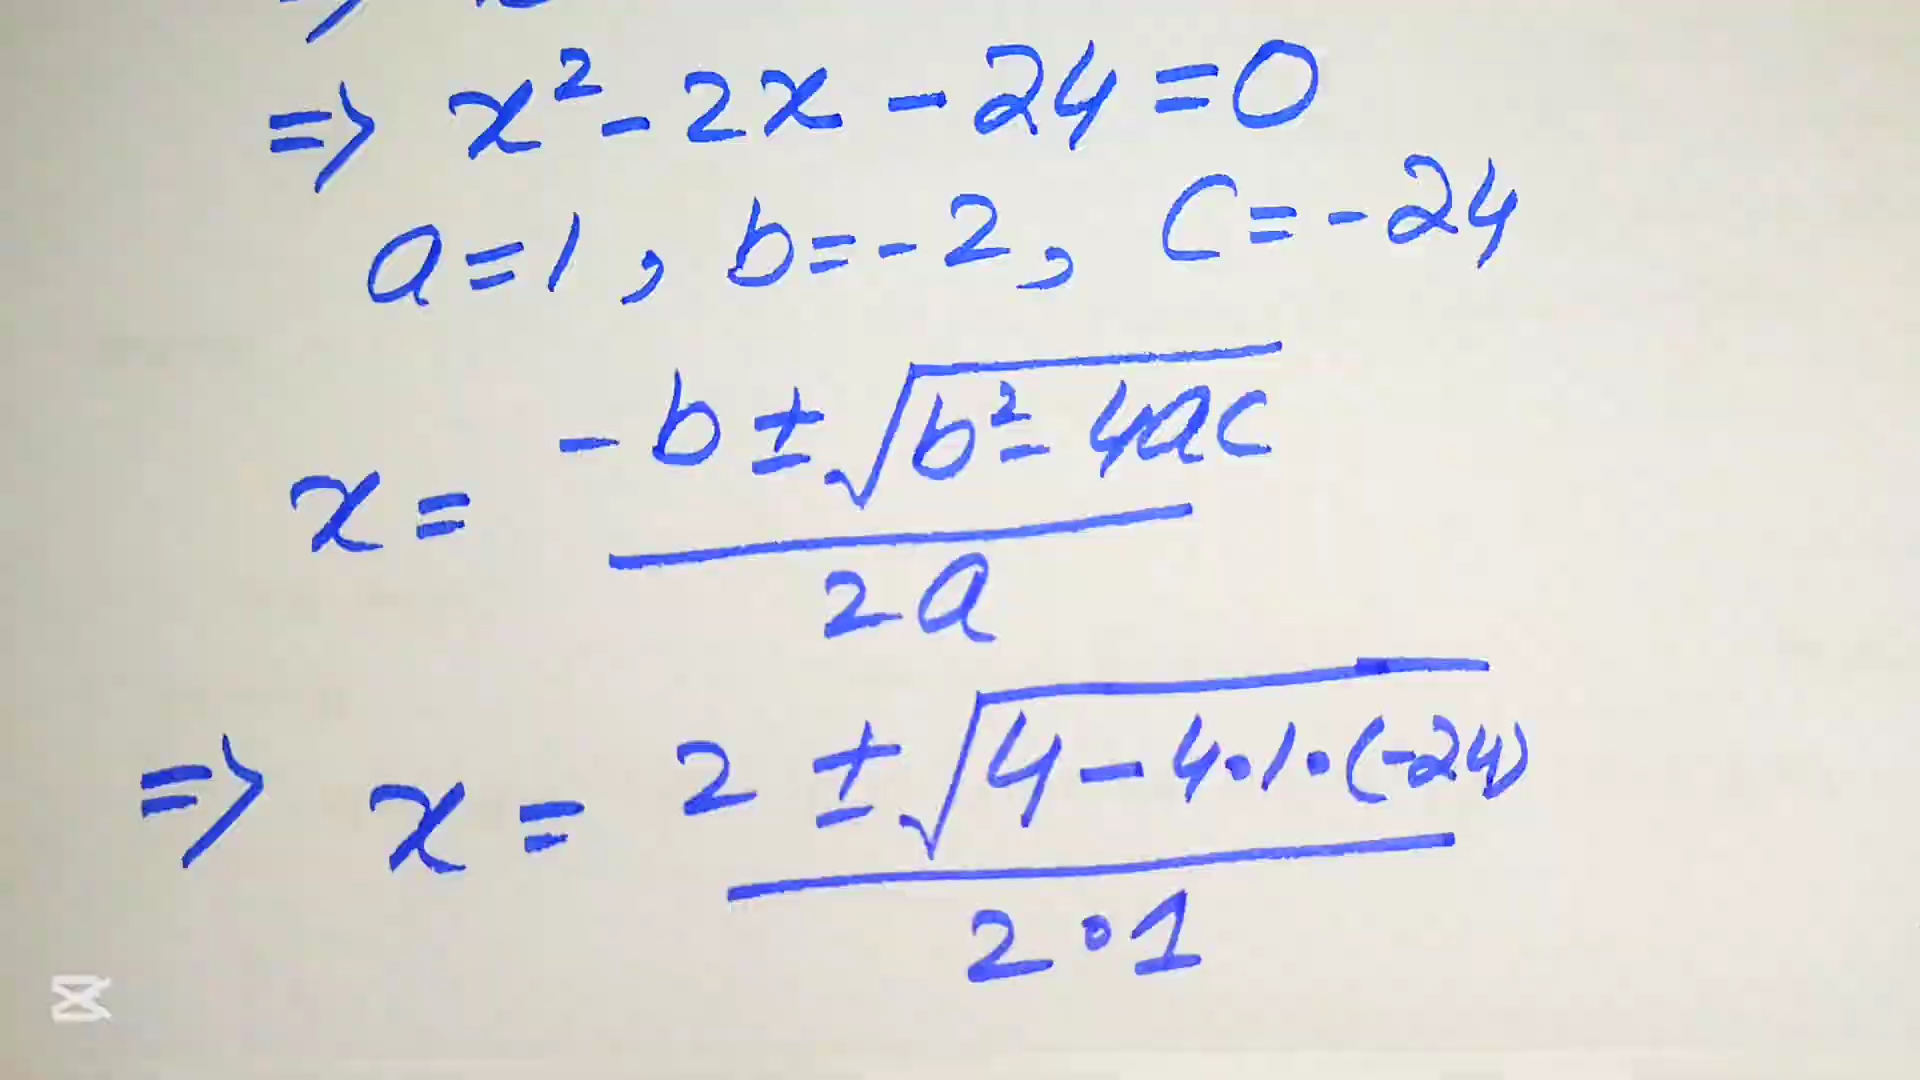 => x² - 2x - 24 = 0
a = 1, b = -2, c = -24
x = (-b ± √(b² - 4ac)) / 2a
=> x = (2 ± √(4 - 4·1·(-24))) / 2·1